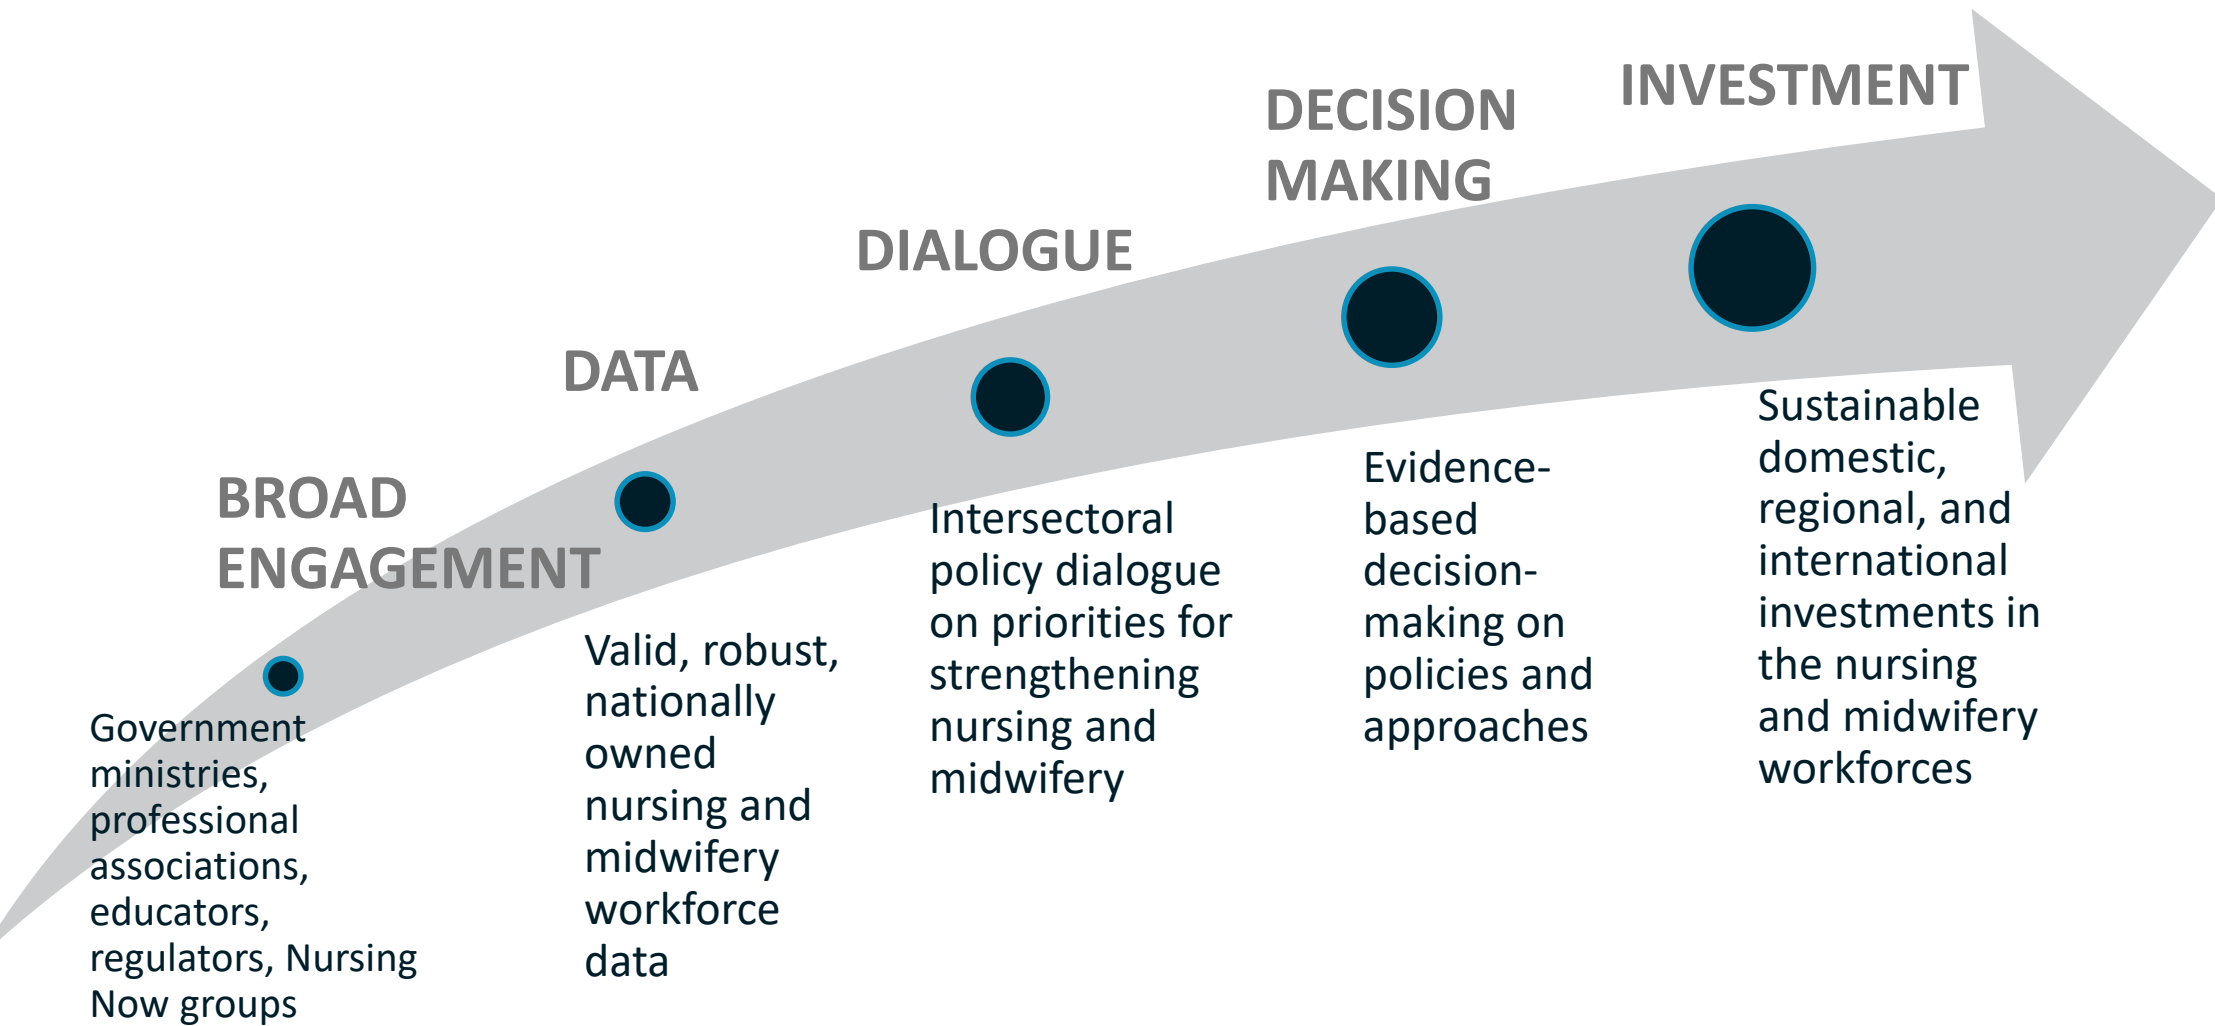 BROAD
ENGAGEMENT
Government
ministries,
professional
associations,
educators,
regulators, Nursing
Now groups
DATA
Valid, robust,
nationally
owned
nursing and
midwifery
workforce
data
DIALOGUE
Intersectoral
policy dialogue
on priorities for
strengthening
nursing and
midwifery
DECISION
MAKING
Evidence-
based
decision-
making on
policies and
approaches
INVESTMENT
Sustainable
domestic,
regional, and
international
investments in
the nursing
and midwifery
workforces